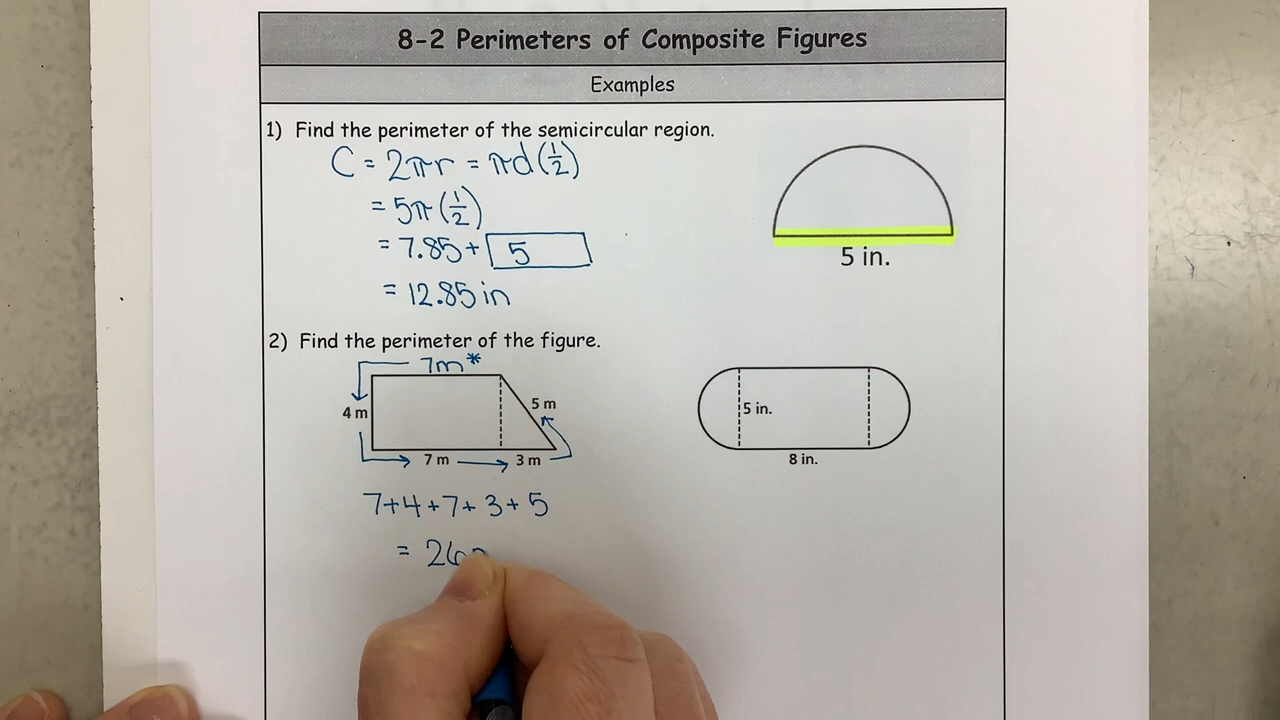 8-2 Perimeters of Composite Figures
Examples
1) Find the perimeter of the semicircular region.
C = 2πr = πd(1/2)
= 5π(1/2)
= 7.85+ 5
= 12.85 in
5 in.
2) Find the perimeter of the figure.
7m*
4 m
5 m
7 m
3 m
7+4+7+3+5
= 26
5 in.
8 in.